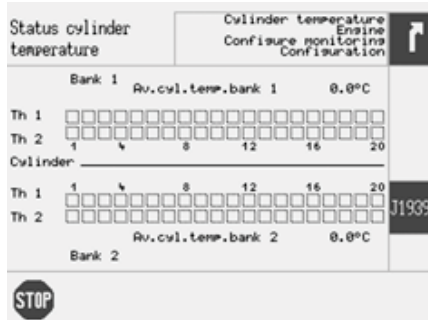 Status cylinder
temperature
Cylinder temperature
Engine
Configure monitoring
Configuration
Bank 1
Av.cyl.temp.bank 1 0.0°C
Th 1
Th 2
1 4 8 12 16 20
Cylinder
1 4 8 12 16 20
Th 1
Th 2
J1939
Av.cyl.temp.bank 2 0.0°C
Bank 2
STOP